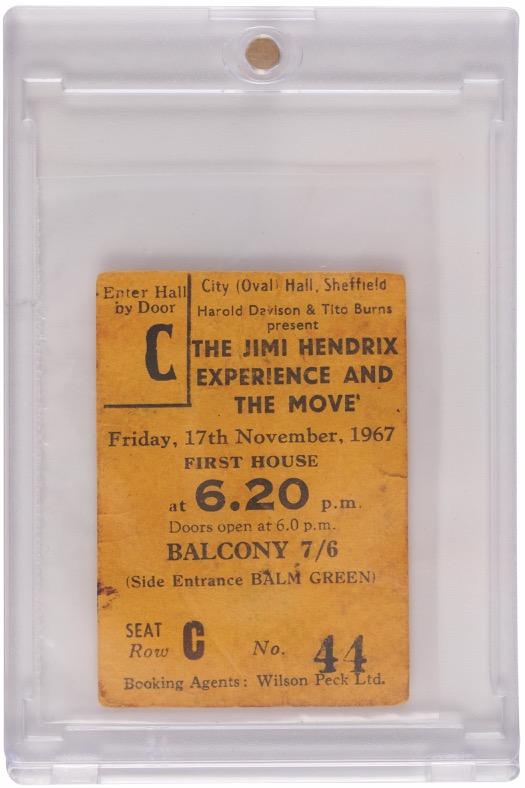 Enter Hall
by Door
C
City (Oval) Hall, Sheffield
Harold Davison & Tito Burns
present
THE JIMI HENDRIX
EXPERIENCE AND
THE MOVE'
Friday, 17th November, 1967
FIRST HOUSE
at 6.20 p.m.
Doors open at 6.0 p.m.
BALCONY 7/6
(Side Entrance BALM GREEN)
SEAT
Row C No. 44
Booking Agents: Wilson Peck Ltd.